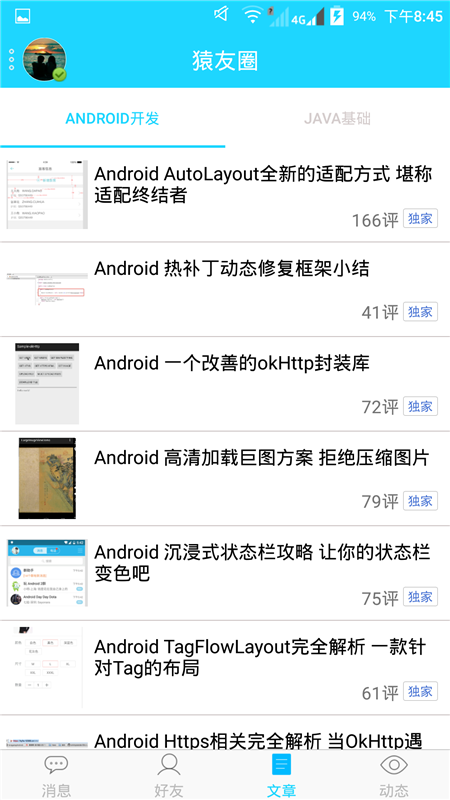 4G 94% 下午8:45
猿友圈
ANDROID开发 JAVA基础
Android AutoLayout全新的适配方式 堪称
适配终结者
166评 独家
Android 热补丁动态修复框架小结
41评 独家
Android 一个改善的okHttp封装库
72评 独家
Android 高清加载巨图方案 拒绝压缩图片
79评 独家
Android 沉浸式状态栏攻略 让你的状态栏
变色吧
75评 独家
Android TagFlowLayout完全解析 一款针
对Tag的布局
61评 独家
Android Https相关完全解析 当OkHttp遇
消息 好友 文章 动态